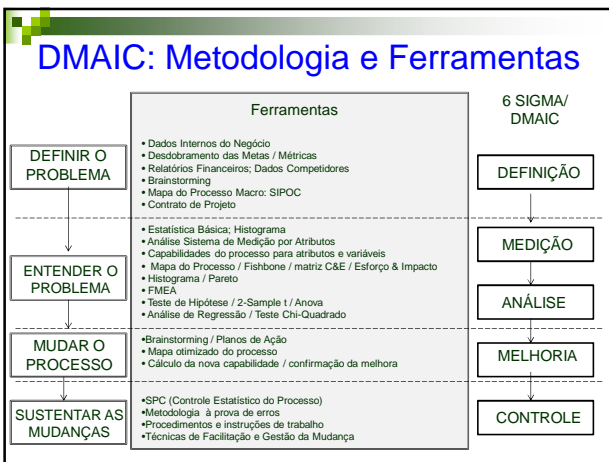 DMAIC: Metodologia e Ferramentas
Ferramentas
6 SIGMA/
DMAIC
DEFINIR O
PROBLEMA
• Dados Internos do Negócio
• Desdobramento das Metas / Métricas
• Relatórios Financeiros; Dados Competidores
• Brainstorming
• Mapa do Processo Macro: SIPOC
• Contrato de Projeto
DEFINIÇÃO
ENTENDER O
PROBLEMA
• Estatística Básica; Histograma
• Análise Sistema de Medição por Atributos
• Capabilidades do processo para atributos e variáveis
• Mapa do Processo / Fishbone / matriz C&E / Esforço & Impacto
• Histograma / Pareto
• FMEA
• Teste de Hipótese / 2-Sample t / Anova
• Análise de Regressão / Teste Chi-Quadrado
MEDIÇÃO
ANÁLISE
MUDAR O
PROCESSO
•Brainstorming / Planos de Ação
• Mapa otimizado do processo
• Cálculo da nova capabilidade / confirmação da melhora
MELHORIA
SUSTENTAR AS
MUDANÇAS
•SPC (Controle Estatístico do Processo)
•Metodologia à prova de erros
•Procedimentos e instruções de trabalho
•Técnicas de Facilitação e Gestão da Mudança
CONTROLE